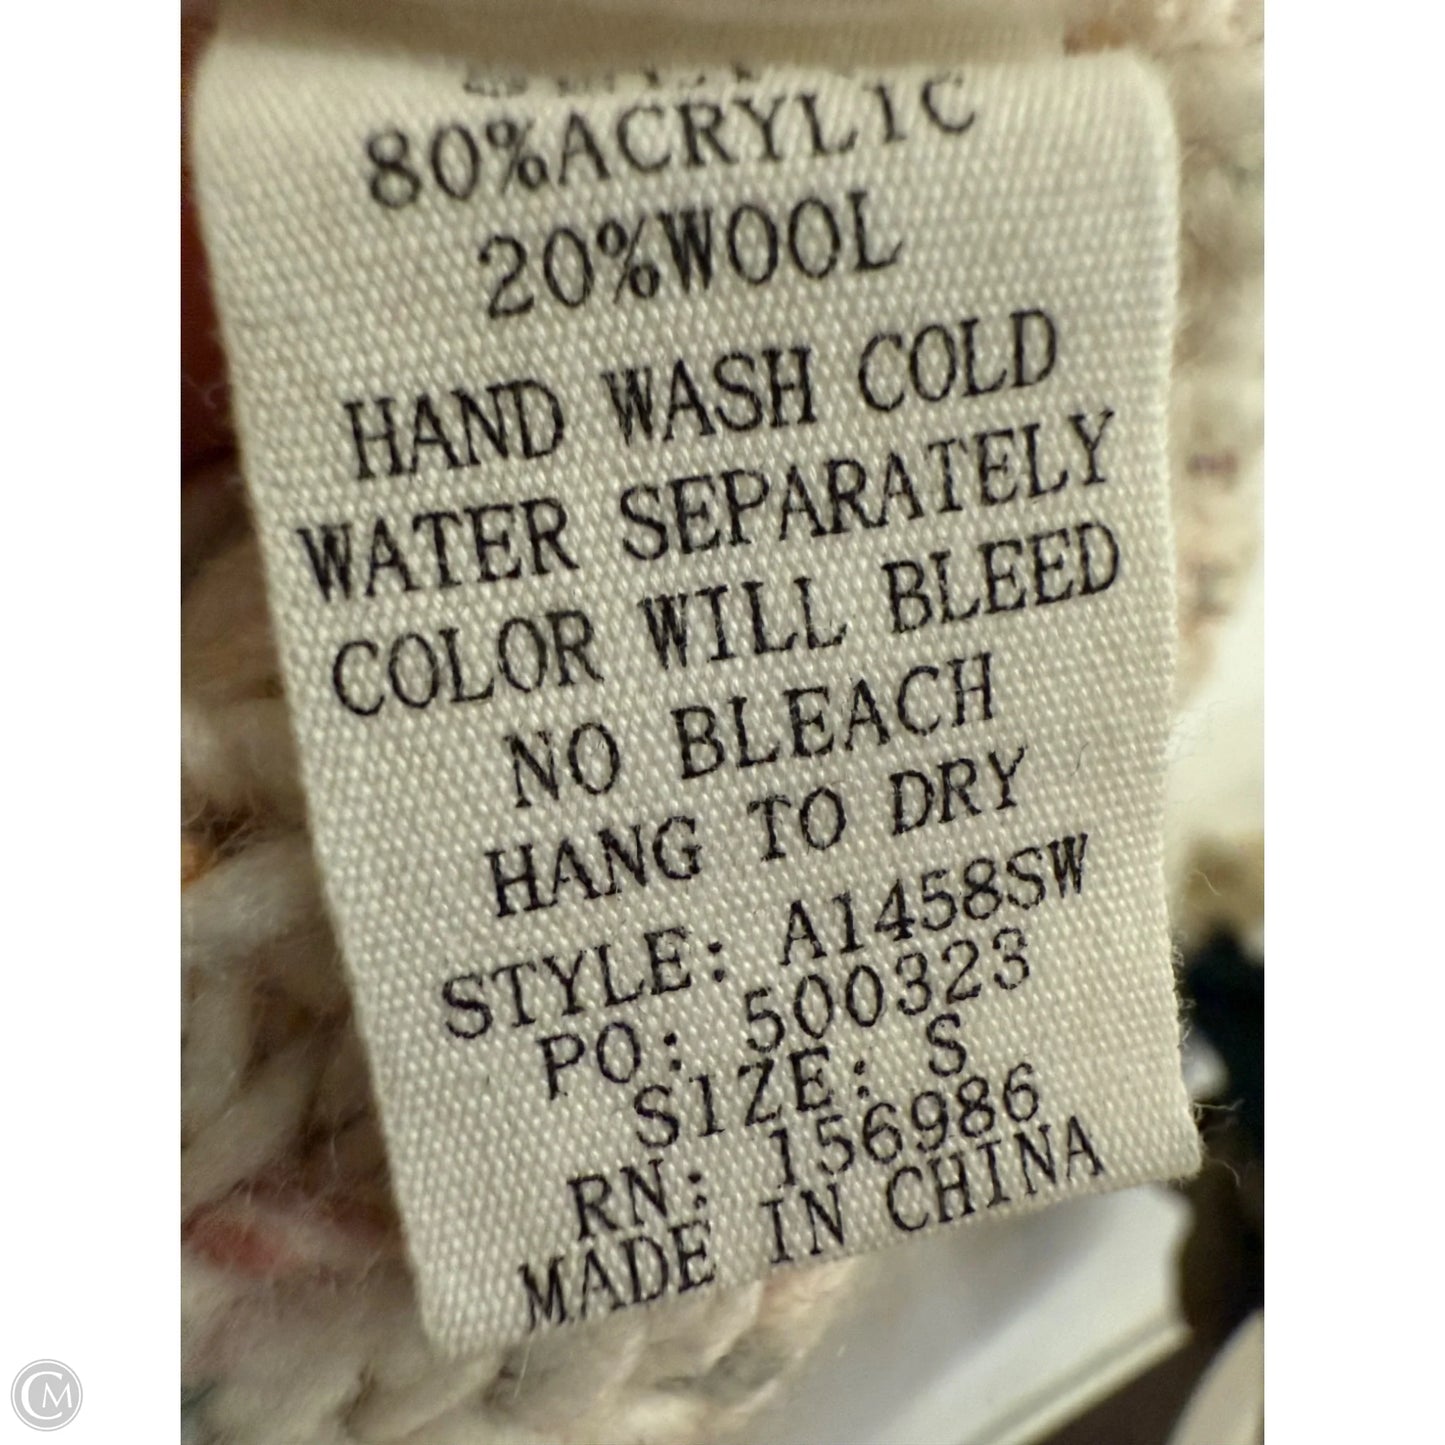 80%ACRYLIC
20%WOOL
HAND WASH COLD
WATER SEPARATELY
COLOR WILL BLEED
NO BLEACH
HANG TO DRY
STYLE: A1458SW
PO: 500323
SIZE: S
RN: 156986
MADE IN CHINA
CM